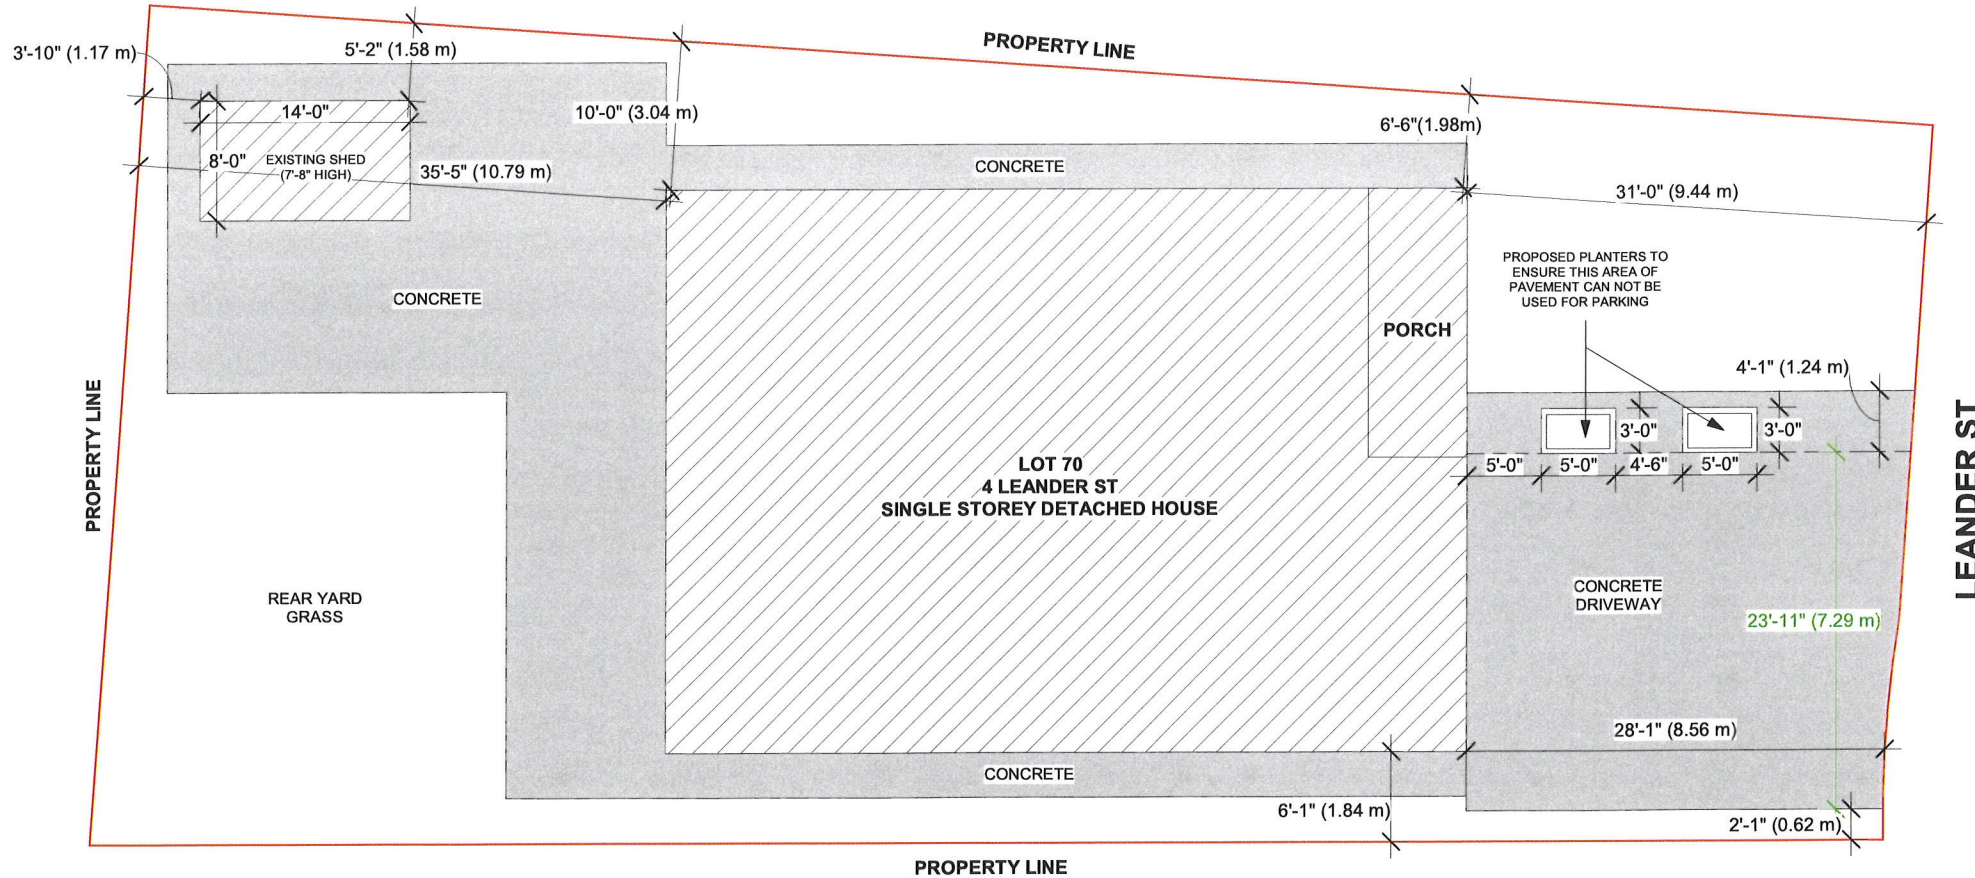 PROPERTY LINE
3'-10" (1.17 m)
5'-2" (1.58 m)
14'-0"
10'-0" (3.04 m)
6'-6"(1.98m)
8'-0"
EXISTING SHED
(7'-8" HIGH)
35'-5" (10.79 m)
CONCRETE
31'-0" (9.44 m)
PROPOSED PLANTERS TO
ENSURE THIS AREA OF
PAVEMENT CAN NOT BE
USED FOR PARKING
CONCRETE
PORCH
4'-1" (1.24 m)
PROPERTY LINE
3'-0"
3'-0"
5'-0"
5'-0"
4'-6"
5'-0"
LOT 70
4 LEANDER ST
SINGLE STOREY DETACHED HOUSE
LEANDER ST
REAR YARD
GRASS
CONCRETE
DRIVEWAY
23'-11" (7.29 m)
28'-1" (8.56 m)
CONCRETE
6'-1" (1.84 m)
2'-1" (0.62 m)
PROPERTY LINE